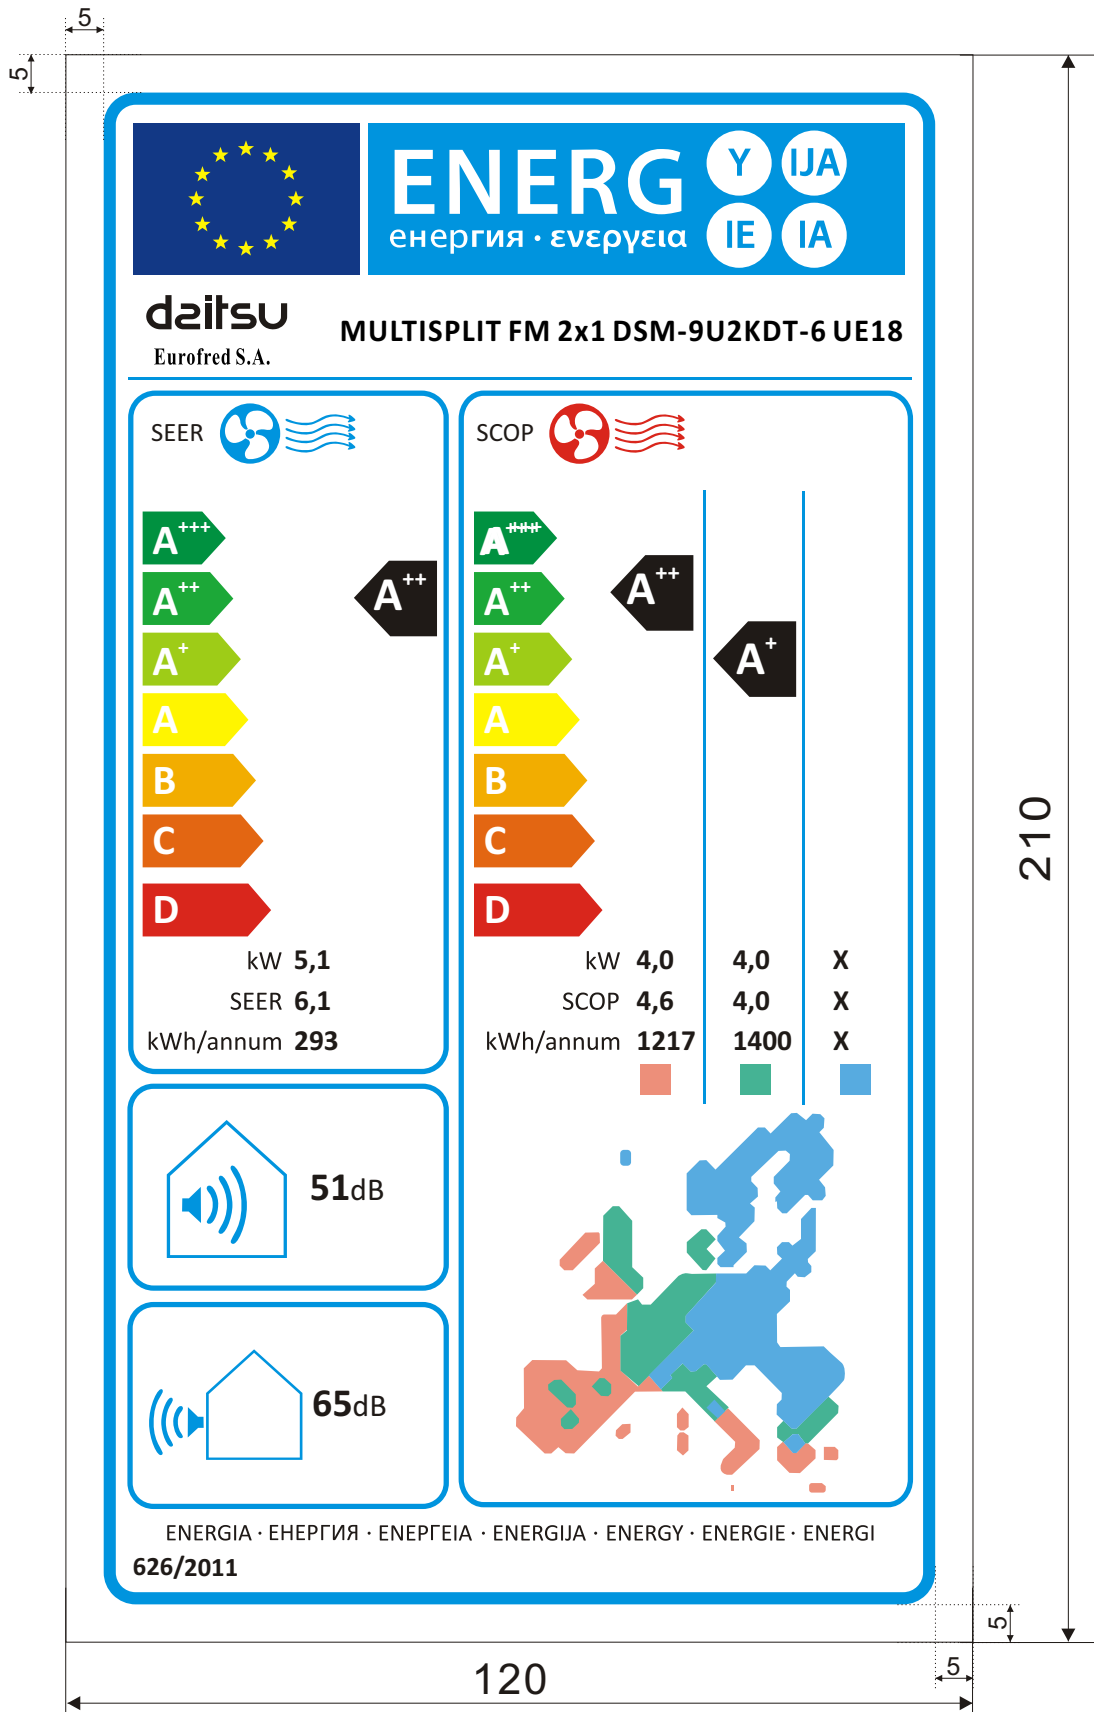 5
5
ENERG
Y IJA
IE IA
енергия · ενεργεια
daitsu
Eurofred S.A.
MULTISPLIT FM 2x1 DSM-9U2KDT-6 UE18
SEER
SCOP
A+++
A++
A+
A
B
C
D
A++
A+++
A++
A+
A
B
C
D
A++
A+
kW 5,1
SEER 6,1
kWh/annum 293
kW 4,0 4,0 X
SCOP 4,6 4,0 X
kWh/annum 1217 1400 X
51dB
65dB
ENERGIA · ЕНЕРГИЯ · ΕΝΕΡΓΕΙΑ · ENERGIJA · ENERGY · ENERGIE · ENERGI
626/2011
210
5
5
120